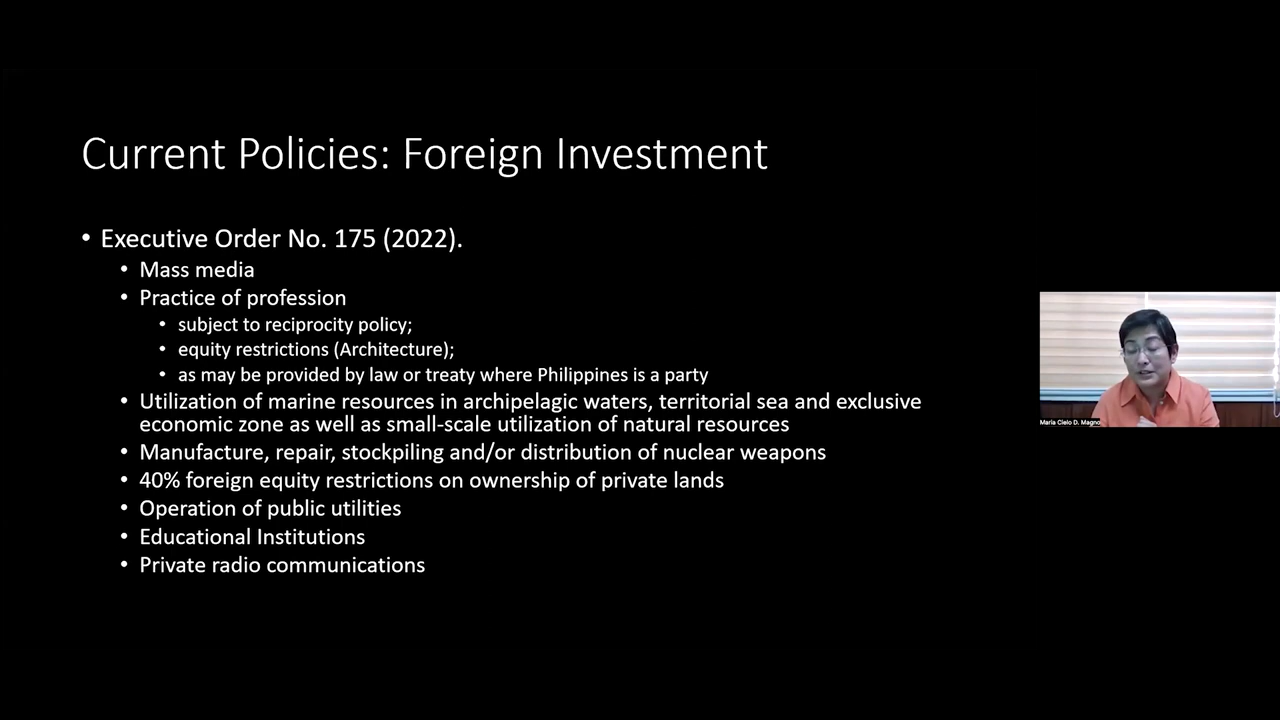 Current Policies: Foreign Investment
• Executive Order No. 175 (2022).
• Mass media
• Practice of profession
• subject to reciprocity policy;
• equity restrictions (Architecture);
• as may be provided by law or treaty where Philippines is a party
• Utilization of marine resources in archipelagic waters, territorial sea and exclusive
economic zone as well as small-scale utilization of natural resources
• Manufacture, repair, stockpiling and/or distribution of nuclear weapons
• 40% foreign equity restrictions on ownership of private lands
• Operation of public utilities
• Educational Institutions
• Private radio communications
Maria Cielo D. Magno